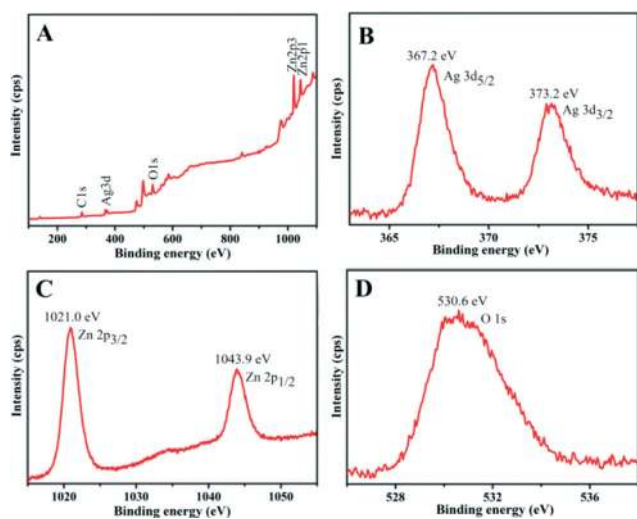 A
Intensity (cps)
C1s
Ag3d
O1s
Zn2p3
Zn2p1
200 400 600 800 1000
Binding energy (eV)
B
Intensity (cps)
367.2 eV
Ag 3d5/2
373.2 eV
Ag 3d3/2
365 370 375
Binding energy (eV)
C
Intensity (cps)
1021.0 eV
Zn 2p3/2
1043.9 eV
Zn 2p1/2
1020 1030 1040 1050
Binding energy (eV)
D
Intensity (cps)
530.6 eV
O 1s
528 532 536
Binding energy (eV)